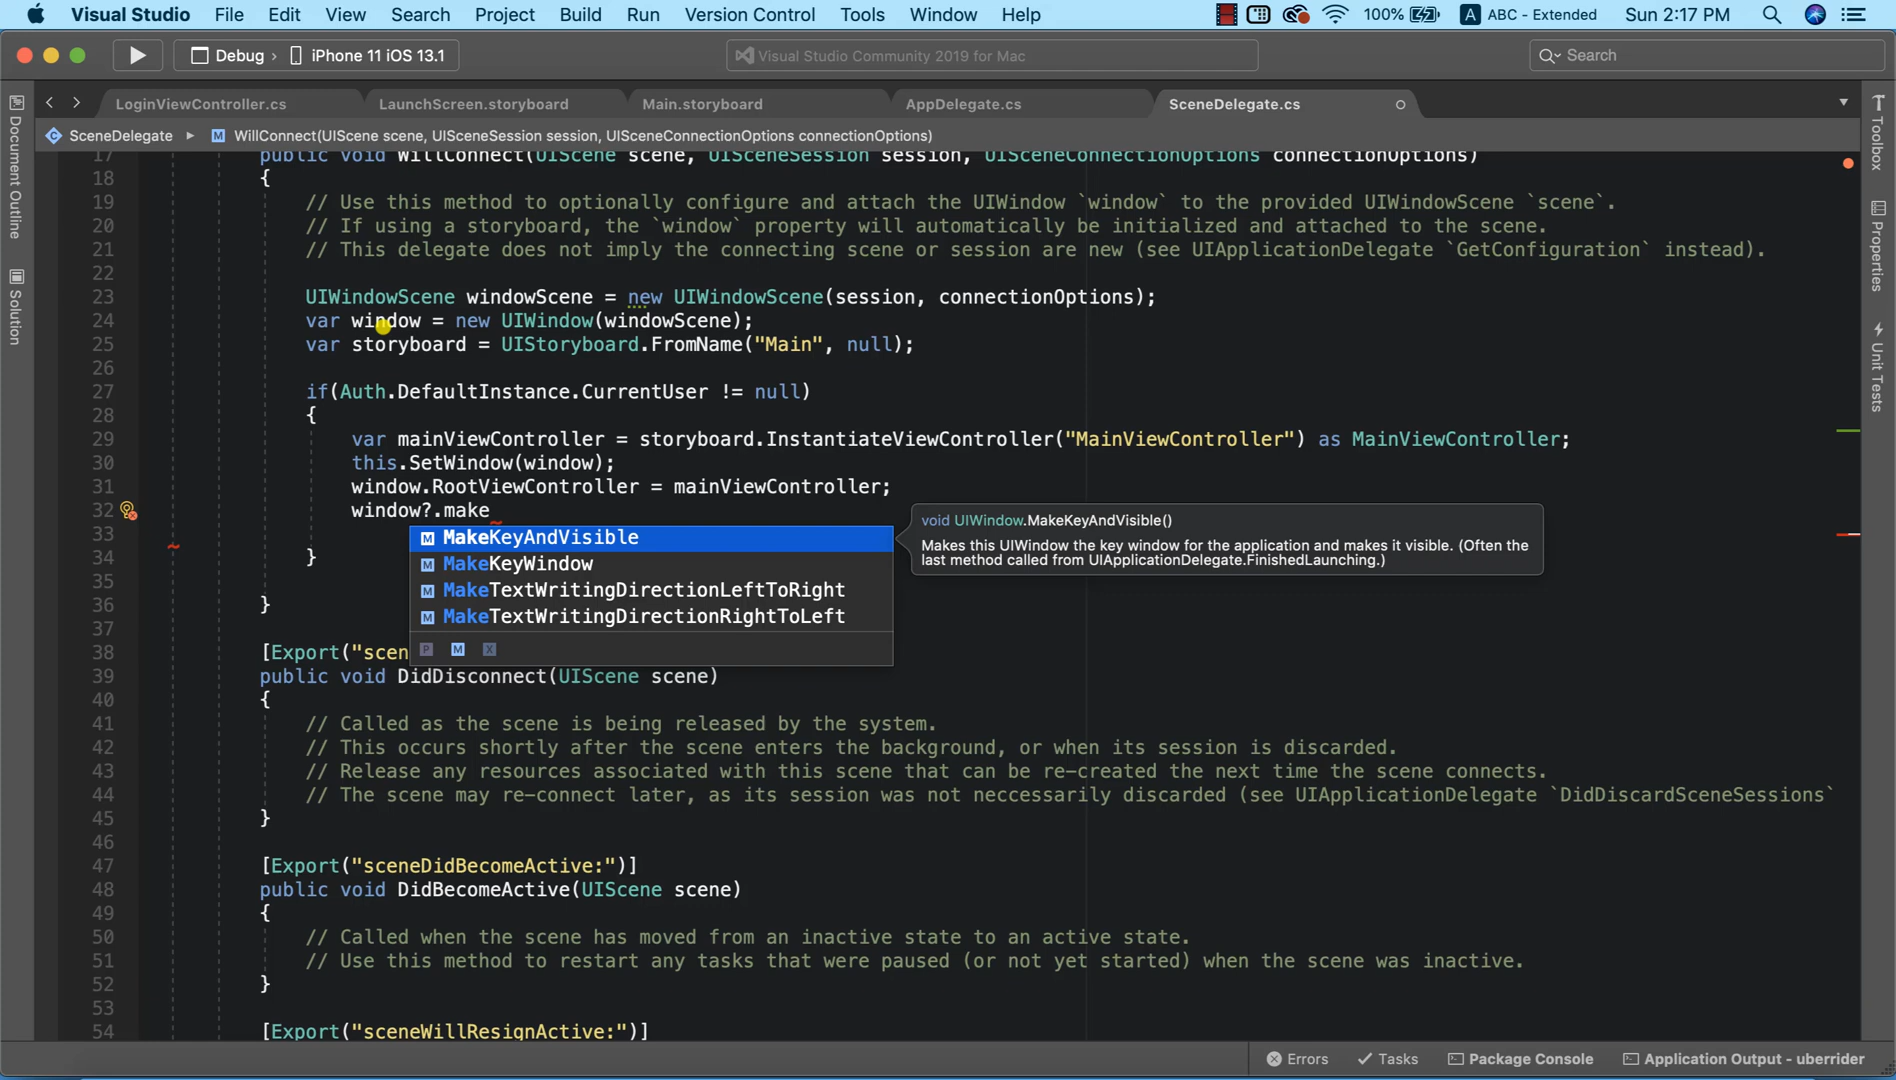 Visual Studio File Edit View Search Project Build Run Version Control Tools Window Help 100% A ABC - Extended Sun 2:17 PM
Debug › iPhone 11 iOS 13.1 Visual Studio Community 2019 for Mac Search
LoginViewController.cs LaunchScreen.storyboard Main.storyboard AppDelegate.cs SceneDelegate.cs
SceneDelegate WillConnect(UIScene scene, UISceneSession session, UISceneConnectionOptions connectionOptions)
Document Outline
Solution
Toolbox
Properties
Unit Tests
17 public void WillConnect(UIScene scene, UISceneSession session, UISceneConnectionOptions connectionOptions)
18 {
19 // Use this method to optionally configure and attach the UIWindow `window` to the provided UIWindowScene `scene`.
20 // If using a storyboard, the `window` property will automatically be initialized and attached to the scene.
21 // This delegate does not imply the connecting scene or session are new (see UIApplicationDelegate `GetConfiguration` instead).
22
23 UIWindowScene windowScene = new UIWindowScene(session, connectionOptions);
24 var window = new UIWindow(windowScene);
25 var storyboard = UIStoryboard.FromName("Main", null);
26
27 if(Auth.DefaultInstance.CurrentUser != null)
28 {
29 var mainViewController = storyboard.InstantiateViewController("MainViewController") as MainViewController;
30 this.SetWindow(window);
31 window.RootViewController = mainViewController;
32 window?.make
33
34 }
35
36 }
37
MakeKeyAndVisible
MakeKeyWindow
MakeTextWritingDirectionLeftToRight
MakeTextWritingDirectionRightToLeft
P M X
void UIWindow.MakeKeyAndVisible()
Makes this UIWindow the key window for the application and makes it visible. (Often the
last method called from UIApplicationDelegate.FinishedLaunching.)
38 [Export("scen
39 public void DidDisconnect(UIScene scene)
40 {
41 // Called as the scene is being released by the system.
42 // This occurs shortly after the scene enters the background, or when its session is discarded.
43 // Release any resources associated with this scene that can be re-created the next time the scene connects.
44 // The scene may re-connect later, as its session was not neccessarily discarded (see UIApplicationDelegate `DidDiscardSceneSessions`
45 }
46
47 [Export("sceneDidBecomeActive:")]
48 public void DidBecomeActive(UIScene scene)
49 {
50 // Called when the scene has moved from an inactive state to an active state.
51 // Use this method to restart any tasks that were paused (or not yet started) when the scene was inactive.
52 }
53
54 [Export("sceneWillResignActive:")]
Errors Tasks Package Console Application Output - uberrider